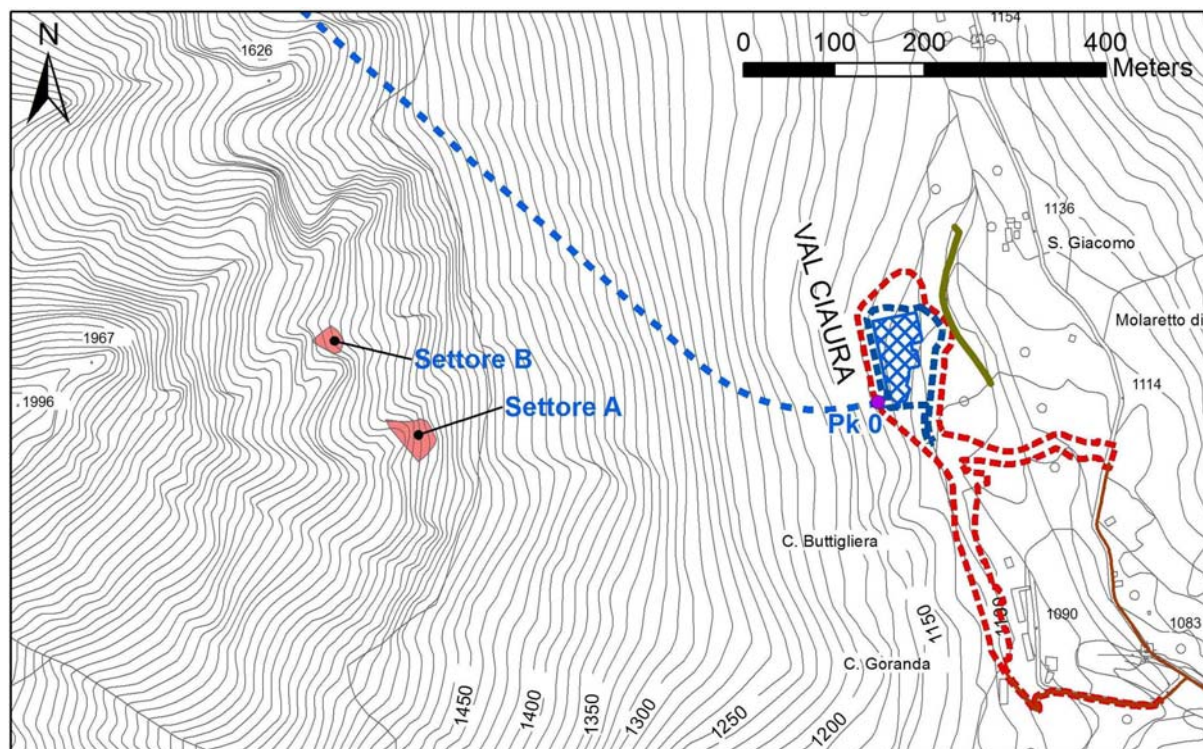 N
1626
1154
0 100 200 400
Meters
1136
S. Giacomo
VAL CIAURA
Molaretto di
1967
Settore B
1996
Settore A
1114
Pk 0
C. Buttigliera
1150
1100
1090
1083
C. Goranda
1450
1400
1350
1300
1250
1200